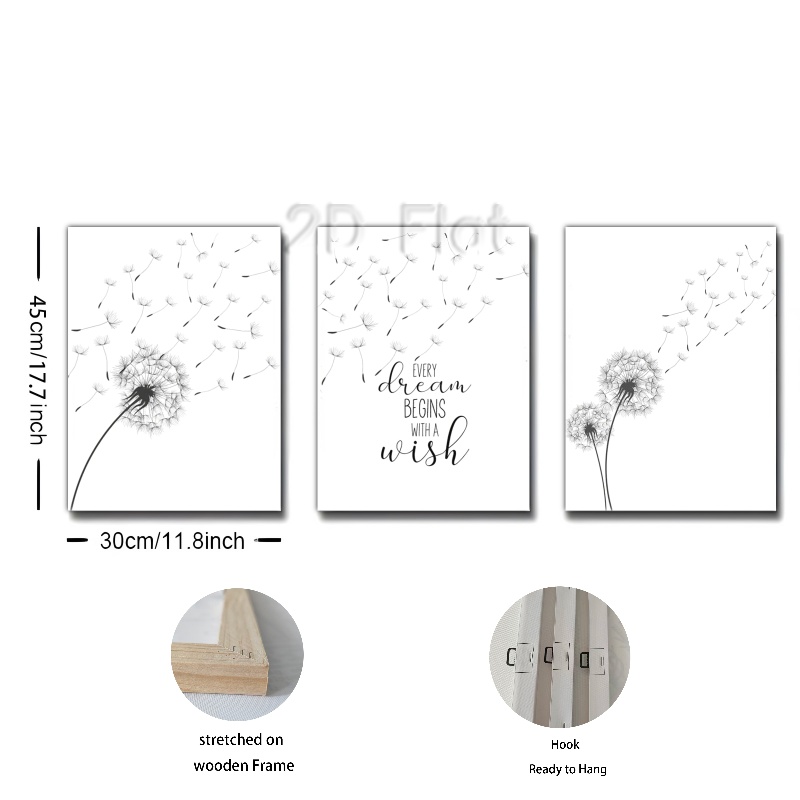 2D Flat
45cm/17.7inch
EVERY
dream
BEGINS
WITH A
wish
30cm/11.8inch
stretched on
wooden Frame
Hook
Ready to Hang